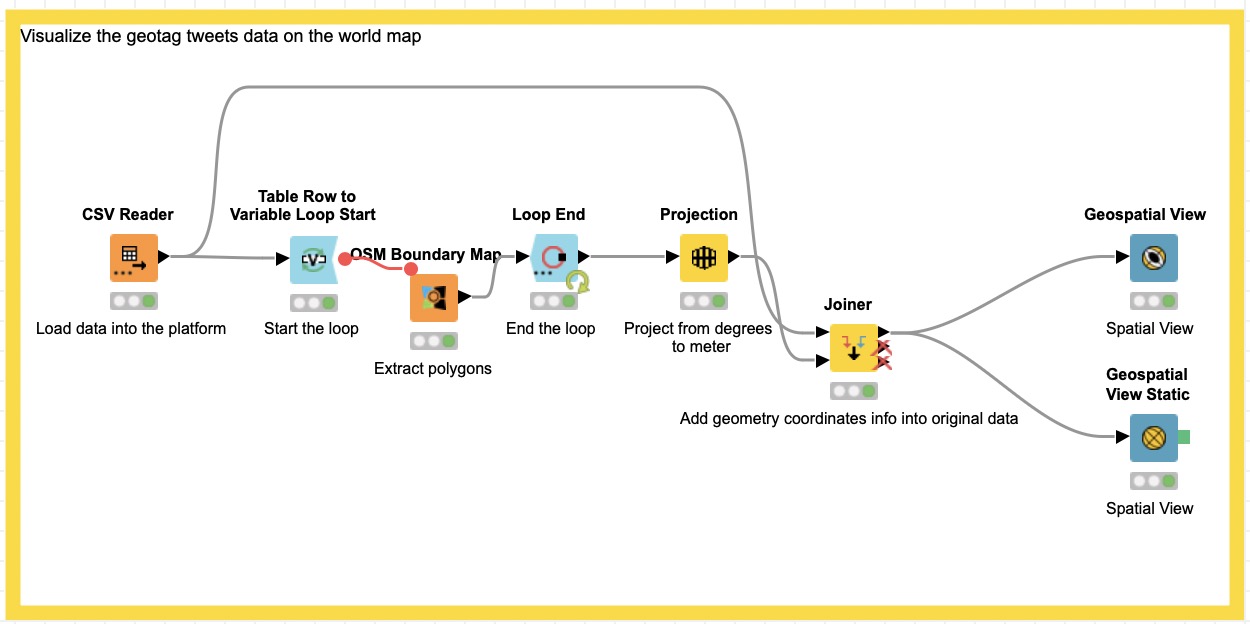 Visualize the geotag tweets data on the world map
CSV Reader
Load data into the platform
Table Row to
Variable Loop Start
V
Start the loop
OSM Boundary Map
Extract polygons
Loop End
End the loop
Projection
Project from degrees
to meter
Joiner
Add geometry coordinates info into original data
Geospatial View
Spatial View
Geospatial
View Static
Spatial View